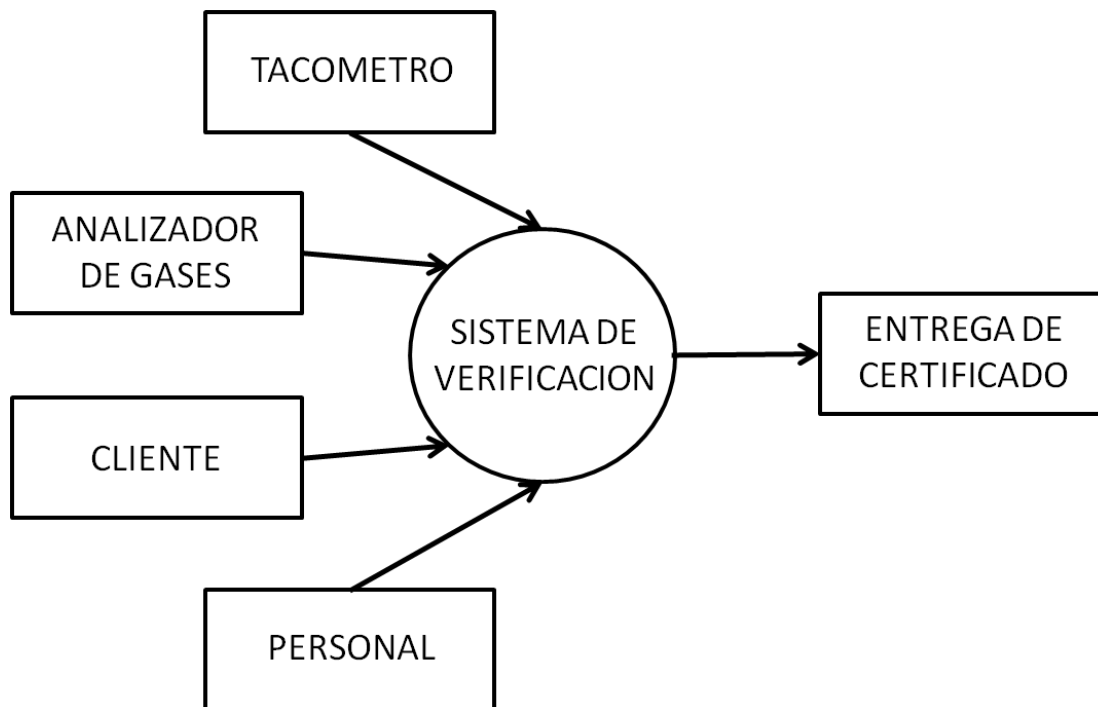 TACOMETRO
ANALIZADOR
DE GASES
SISTEMA DE
VERIFICACION
ENTREGA DE
CERTIFICADO
CLIENTE
PERSONAL